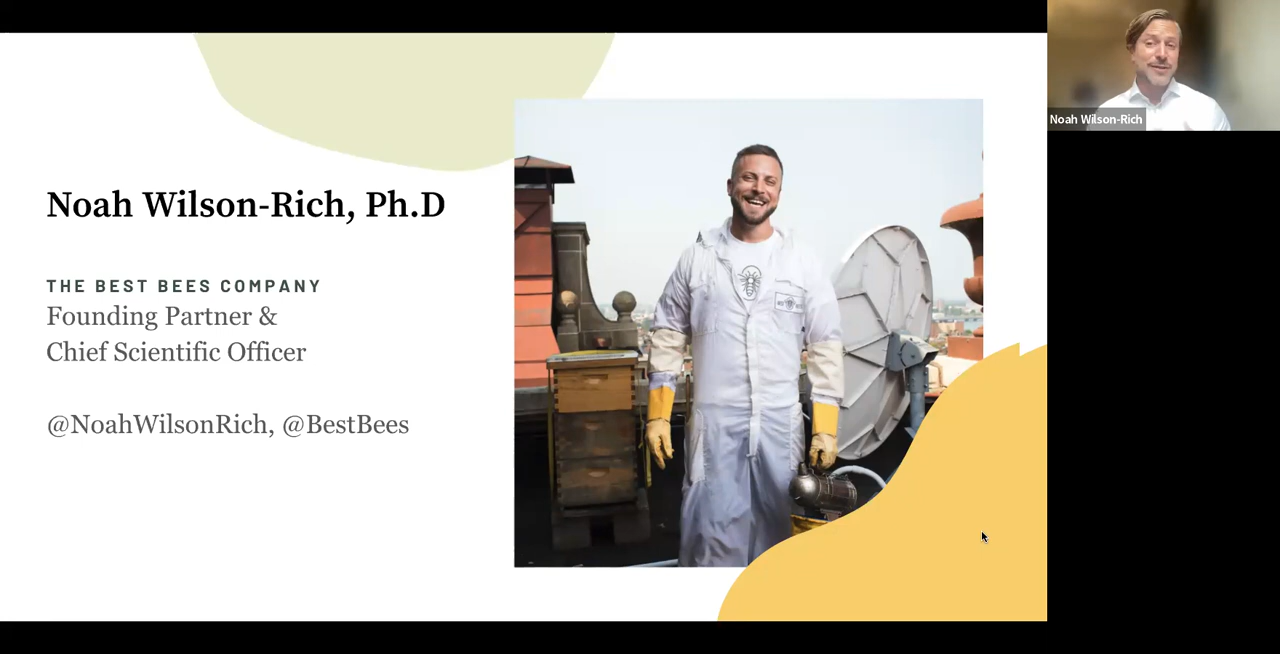 Noah Wilson-Rich, Ph.D
THE BEST BEES COMPANY
Founding Partner &
Chief Scientific Officer
@NoahWilsonRich, @BestBees
Noah Wilson-Rich